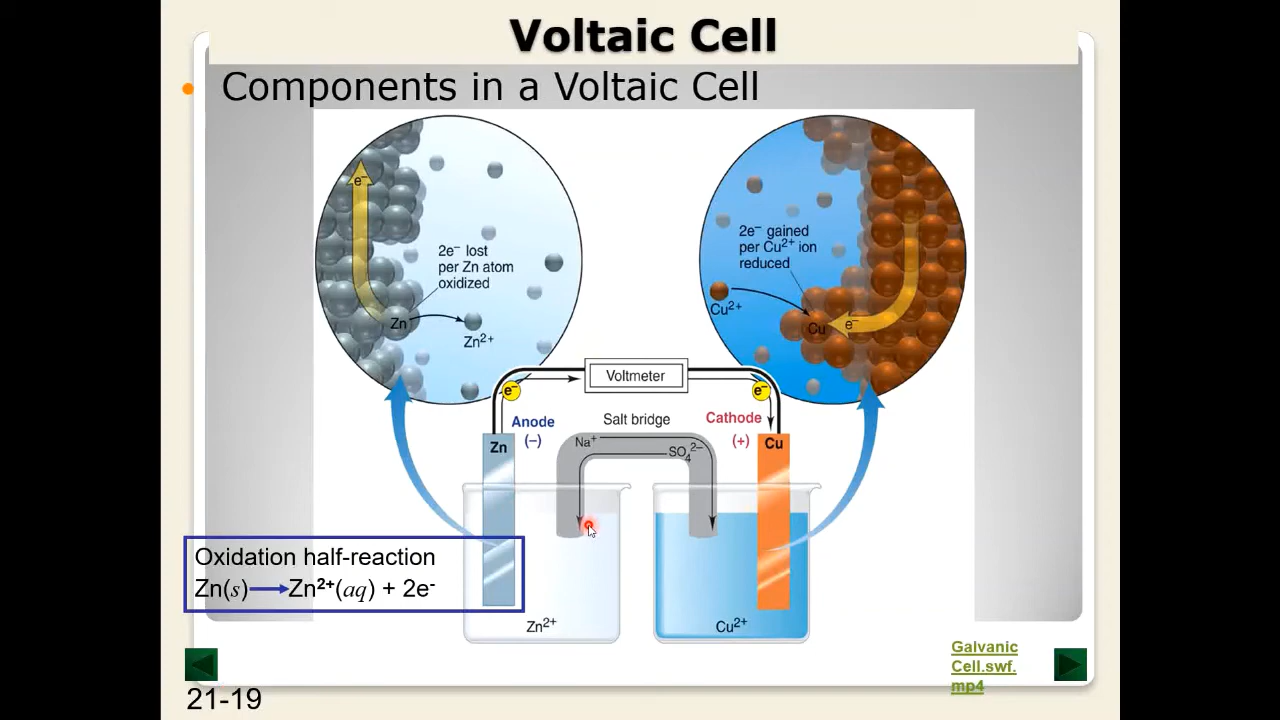 Voltaic Cell
• Components in a Voltaic Cell
e⁻
2e⁻ lost
per Zn atom
oxidized
Zn
Zn²⁺
2e⁻ gained
per Cu²⁺ ion
reduced
Cu²⁺
Cu
e⁻
Voltmeter
e⁻
e⁻
Anode
(−)
Salt bridge
Cathode
(+)
Zn
Na⁺
SO₄²⁻
Cu
Oxidation half-reaction
Zn(s) ⟶ Zn²⁺(aq) + 2e⁻
Zn²⁺
Cu²⁺
Galvanic
Cell.swf.
mp4
21-19